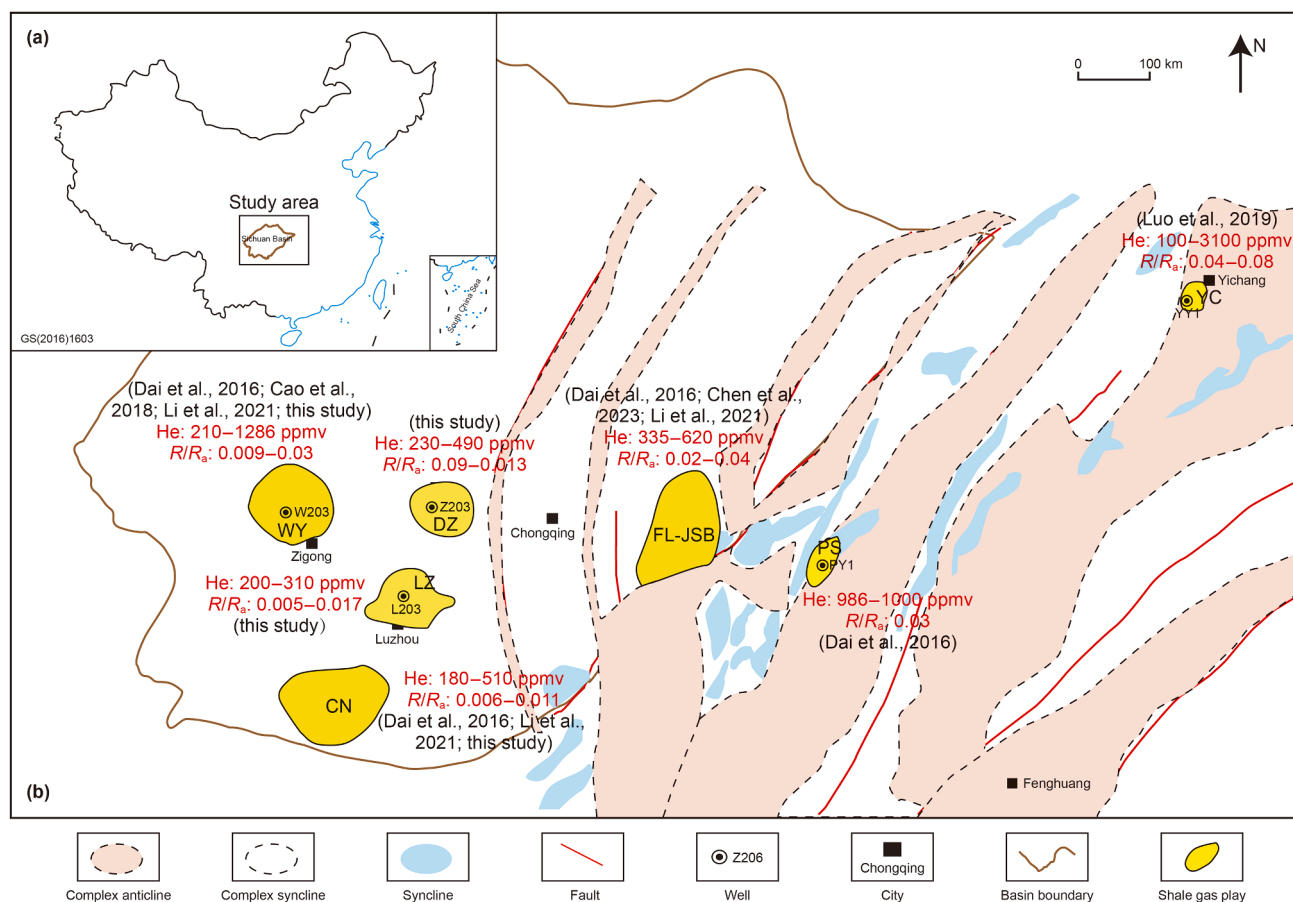 (a)
Study area
Sichuan Basin
South China Sea
GS(2016)1603
0 100 km
N
(Luo et al., 2019)
He: 100–3100 ppmv
R/Ra: 0.04–0.08
Yichang
YC
YY1
(Dai et al., 2016; Cao et al.,
2018; Li et al., 2021; this study)
He: 210–1286 ppmv
R/Ra: 0.009–0.03
W203
WY
Zigong
(this study)
He: 230–490 ppmv
R/Ra: 0.09–0.013
Z203
DZ
(Dai et al., 2016; Chen et al.,
2023; Li et al., 2021)
He: 335–620 ppmv
R/Ra: 0.02–0.04
Chongqing
FL-JSB
PS
PY1
He: 986–1000 ppmv
R/Ra: 0.03
(Dai et al., 2016)
He: 200–310 ppmv
R/Ra: 0.005–0.017
(this study)
LZ
L203
Luzhou
He: 180–510 ppmv
R/Ra: 0.006–0.011
(Dai et al., 2016; Li et al.,
2021; this study)
CN
Fenghuang
(b)
Complex anticline
Complex syncline
Syncline
Fault
Z206
Well
Chongqing
City
Basin boundary
Shale gas play